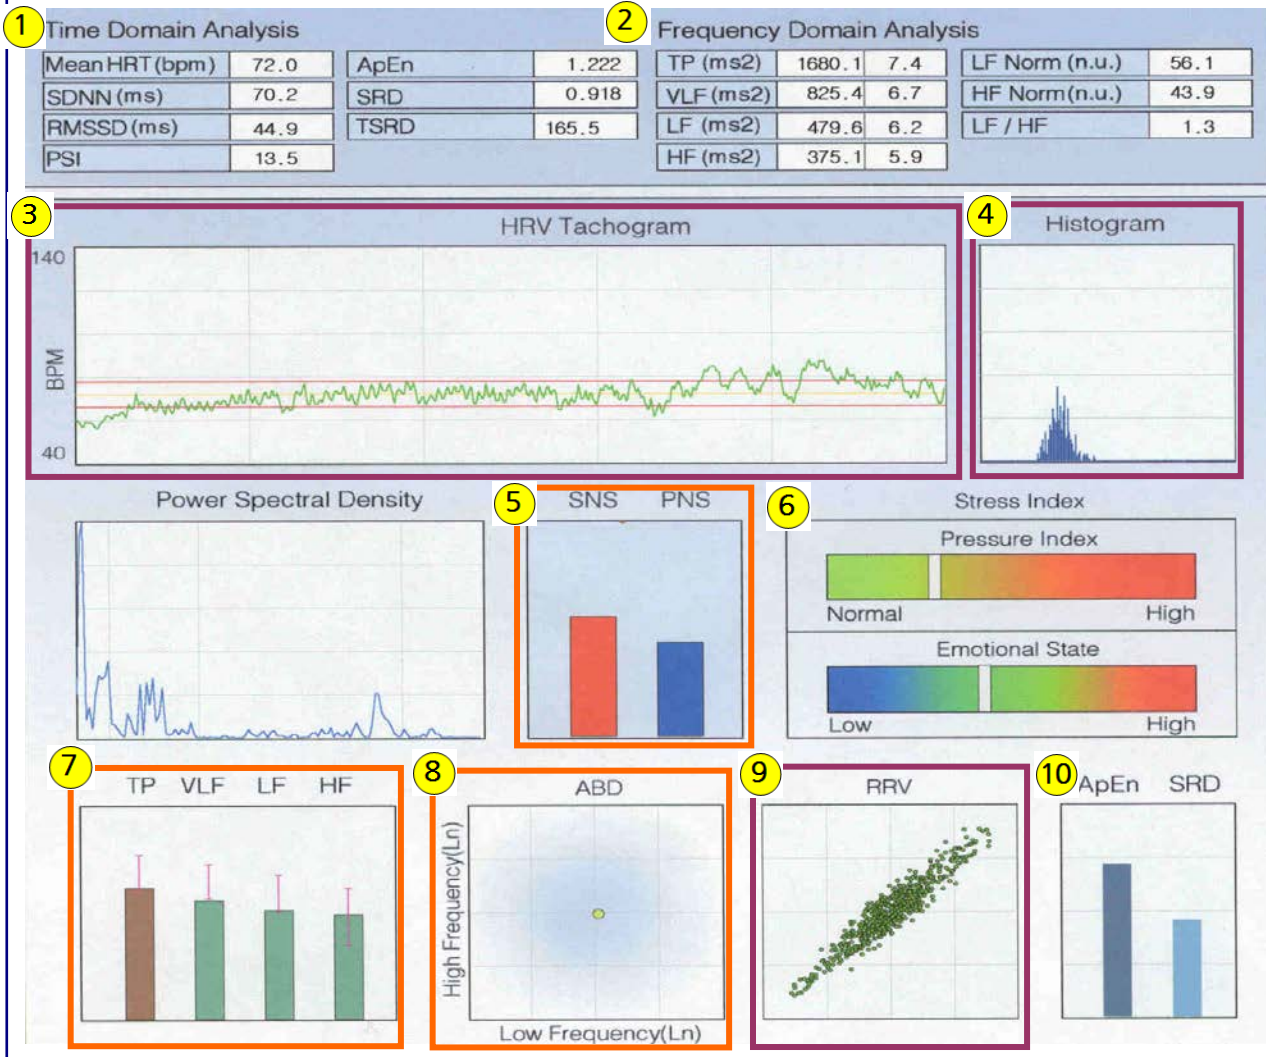 1 Time Domain Analysis
Mean HRT (bpm) 72.0
SDNN (ms) 70.2
RMSSD (ms) 44.9
PSI 13.5
ApEn 1.222
SRD 0.918
TSRD 165.5
2 Frequency Domain Analysis
TP (ms2) 1680.1 7.4
VLF (ms2) 825.4 6.7
LF (ms2) 479.6 6.2
HF (ms2) 375.1 5.9
LF Norm (n.u.) 56.1
HF Norm (n.u.) 43.9
LF / HF 1.3
3 HRV Tachogram
140
BPM
40
4 Histogram
Power Spectral Density
5 SNS PNS
6 Stress Index
Pressure Index
Normal High
Emotional State
Low High
7 TP VLF LF HF
8 ABD
High Frequency(Ln)
Low Frequency(Ln)
9 RRV
10 ApEn SRD